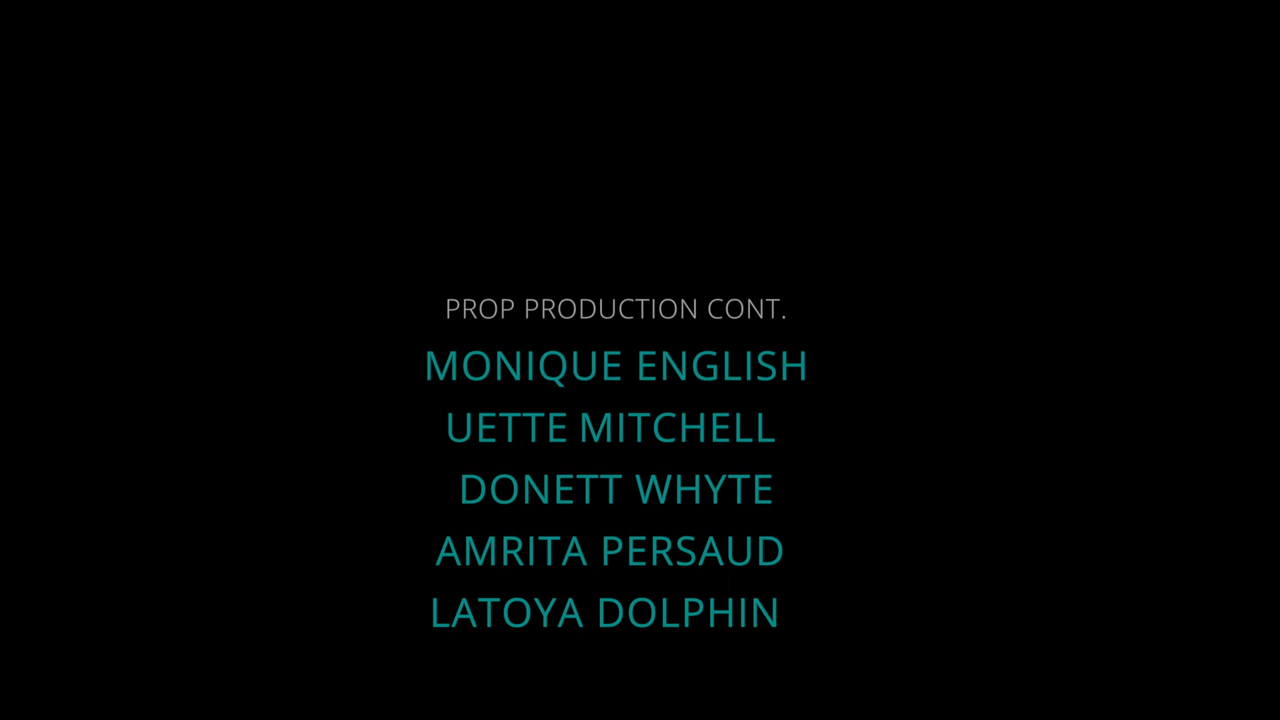 PROP PRODUCTION CONT.
MONIQUE ENGLISH
UETTE MITCHELL
DONETT WHYTE
AMRITA PERSAUD
LATOYA DOLPHIN